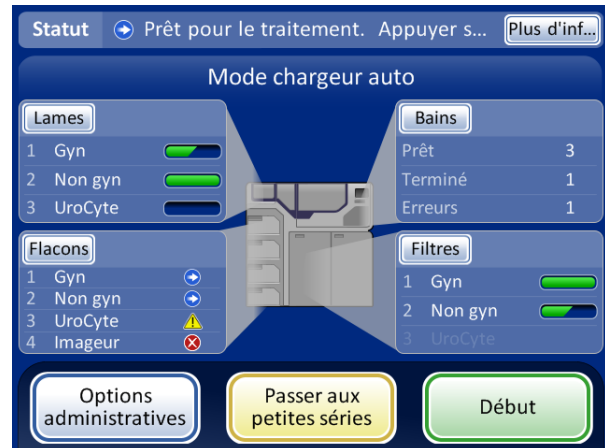 Statut Prêt pour le traitement. Appuyer s... Plus d'inf...
Mode chargeur auto
Lames
1 Gyn
2 Non gyn
3 UroCyte
Bains
Prêt 3
Terminé 1
Erreurs 1
Flacons
1 Gyn
2 Non gyn
3 UroCyte
4 Imageur
Filtres
1 Gyn
2 Non gyn
3 UroCyte
Options
administratives
Passer aux
petites séries
Début